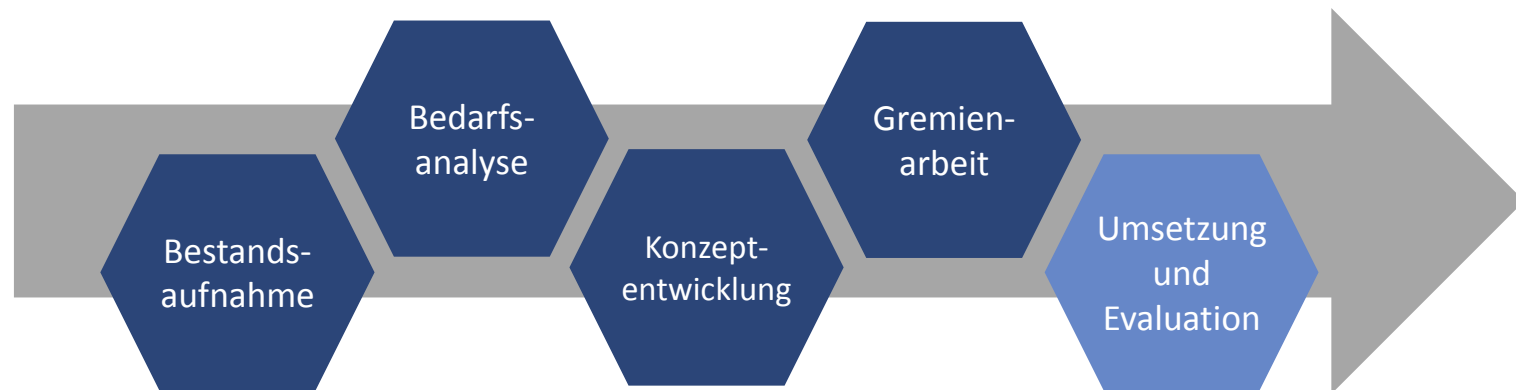 Bestands-
aufnahme
Bedarfs-
analyse
Konzept-
entwicklung
Gremien-
arbeit
Umsetzung
und
Evaluation